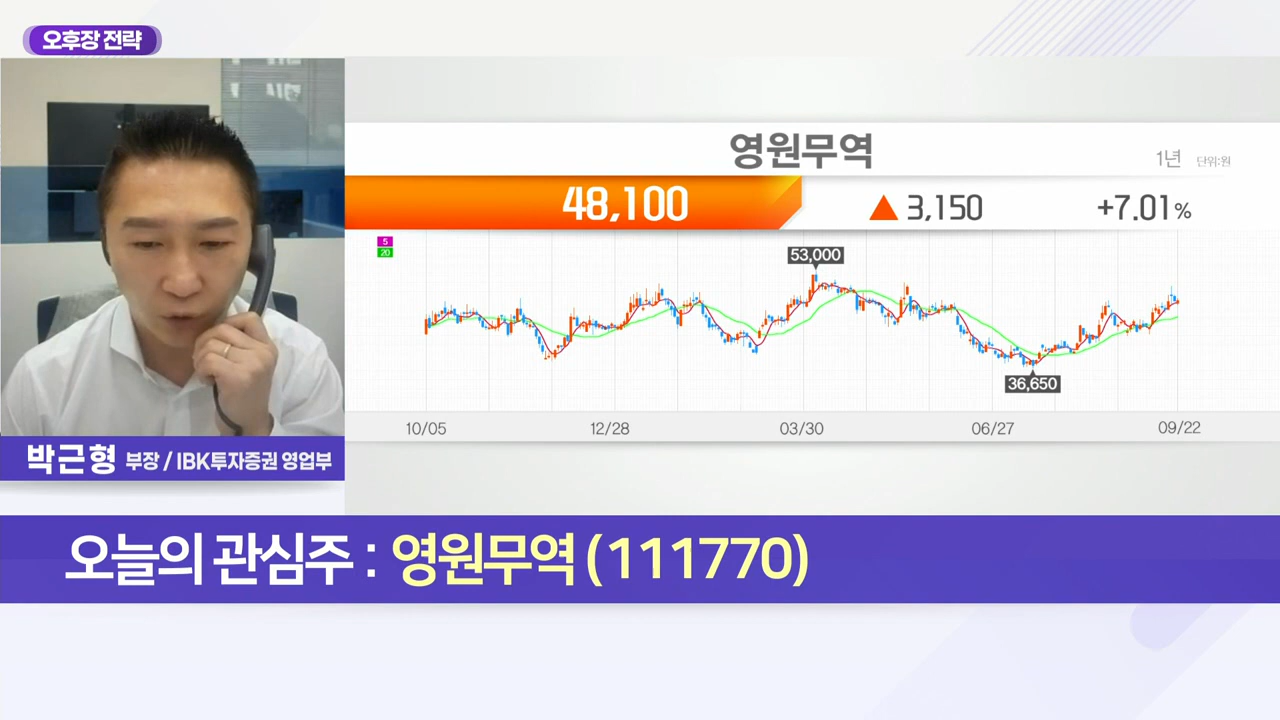 오후장 전략
영원무역
1년 단위:원
48,100 ▲ 3,150 +7.01%
5
20
53,000
36,650
10/05 12/28 03/30 06/27 09/22
박근형 부장 / IBK투자증권 영업부
오늘의 관심주 : 영원무역 (111770)